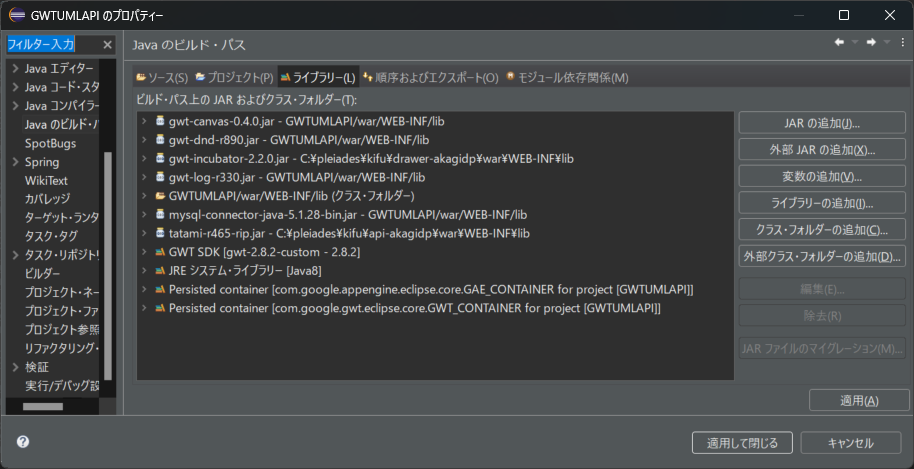 GWTUMLAPI のプロパティー
フィルター入力
Java エディター
Java コード・スタ
Java コンパイラー
Java のビルド・パ
SpotBugs
Spring
WikiText
カバレッジ
ターゲット・ランタ
タスク・タグ
タスク・リポジトリ
ビルダー
プロジェクト・ネー
プロジェクト・ファ
プロジェクト参照
リファクタリング・
検証
実行/デバッグ設
Java のビルド・パス
ソース(S) プロジェクト(P) ライブラリー(L) 順序およびエクスポート(O) モジュール依存関係(M)
ビルド・パス上の JAR およびクラス・フォルダー(T):
gwt-canvas-0.4.0.jar - GWTUMLAPI/war/WEB-INF/lib
gwt-dnd-r890.jar - GWTUMLAPI/war/WEB-INF/lib
gwt-incubator-2.2.0.jar - C:¥pleiades¥kifu¥drawer-akagidp¥war¥WEB-INF¥lib
gwt-log-r330.jar - GWTUMLAPI/war/WEB-INF/lib
GWTUMLAPI/war/WEB-INF/lib (クラス・フォルダー)
mysql-connector-java-5.1.28-bin.jar - GWTUMLAPI/war/WEB-INF/lib
tatami-r465-rip.jar - C:¥pleiades¥kifu¥api-akagidp¥war¥WEB-INF¥lib
GWT SDK [gwt-2.8.2-custom - 2.8.2]
JRE システム・ライブラリー [Java8]
Persisted container [com.google.appengine.eclipse.core.GAE_CONTAINER for project [GWTUMLAPI]]
Persisted container [com.google.gwt.eclipse.core.GWT_CONTAINER for project [GWTUMLAPI]]
JAR の追加(J)...
外部 JAR の追加(X)...
変数の追加(V)...
ライブラリーの追加(I)...
クラス・フォルダーの追加(C)...
外部クラス・フォルダーの追加(D)...
編集(E)...
除去(R)
JAR ファイルのマイグレーション(M)...
適用(A)
適用して閉じる
キャンセル